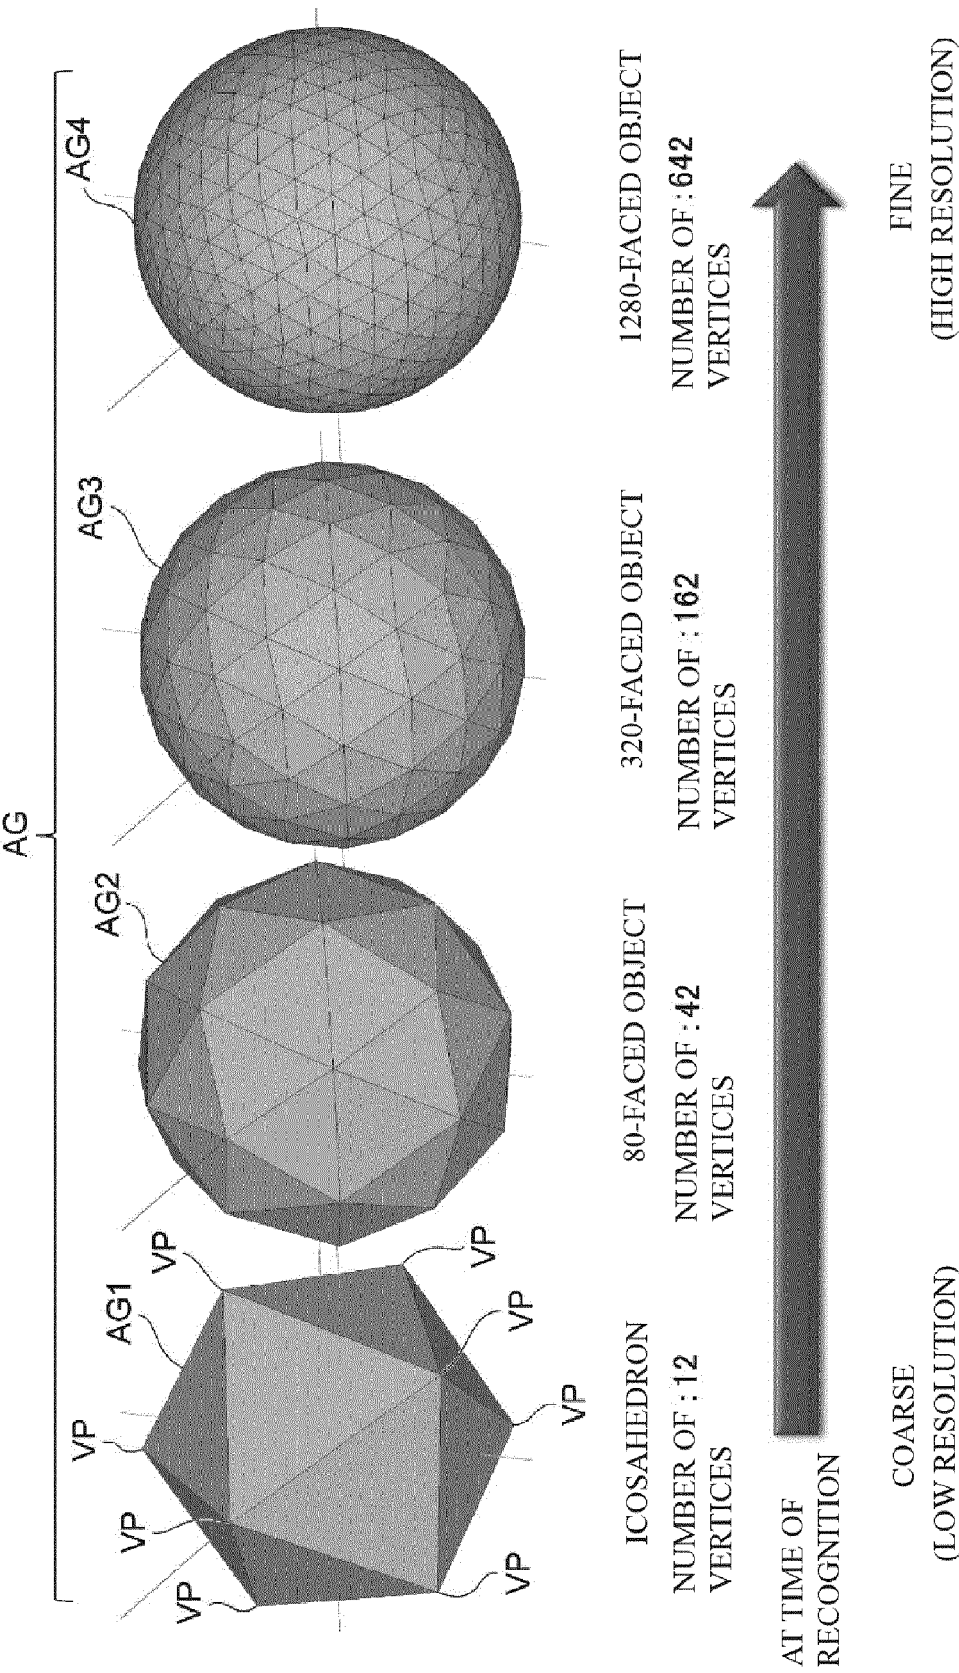 AG
AG1
AG2
AG3
AG4
VP
VP
VP
VP
VP
VP
VP
VP
ICOSAHEDRON
NUMBER OF :12
VERTICES
80-FACED OBJECT
NUMBER OF :42
VERTICES
320-FACED OBJECT
NUMBER OF :162
VERTICES
1280-FACED OBJECT
NUMBER OF :642
VERTICES
AT TIME OF
RECOGNITION
COARSE
(LOW RESOLUTION)
FINE
(HIGH RESOLUTION)